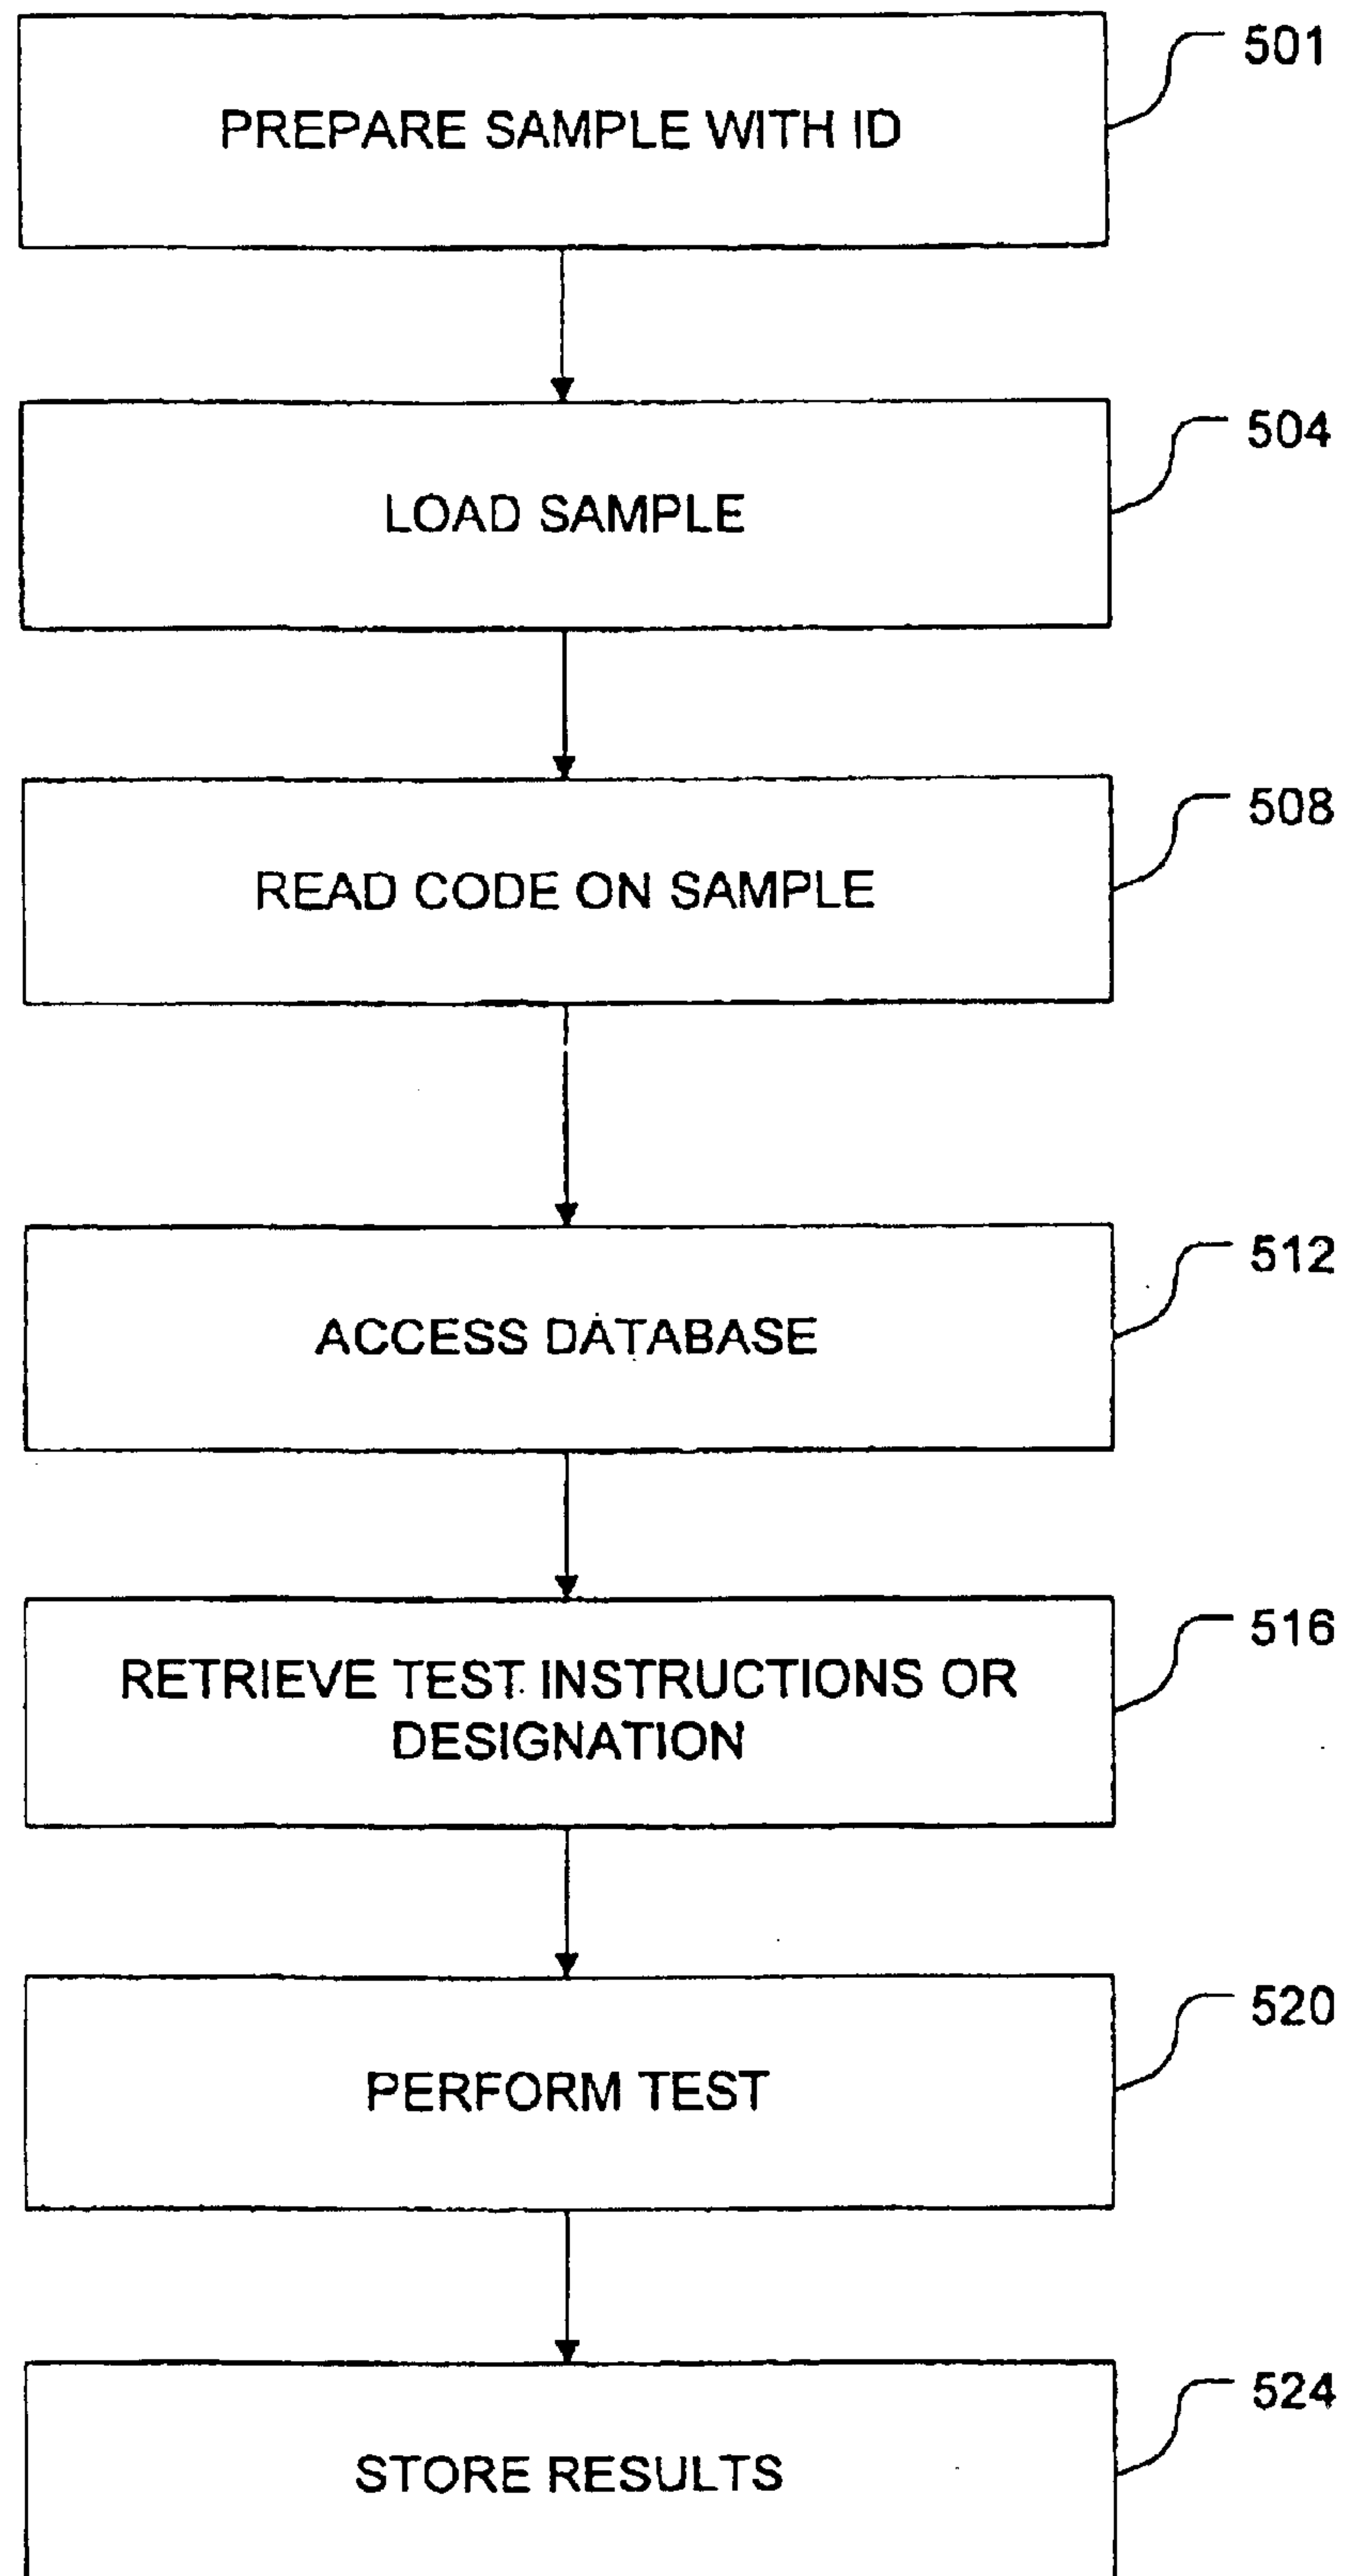 PREPARE SAMPLE WITH ID
501
LOAD SAMPLE
504
READ CODE ON SAMPLE
508
ACCESS DATABASE
512
RETRIEVE TEST INSTRUCTIONS OR
DESIGNATION
516
PERFORM TEST
520
STORE RESULTS
524